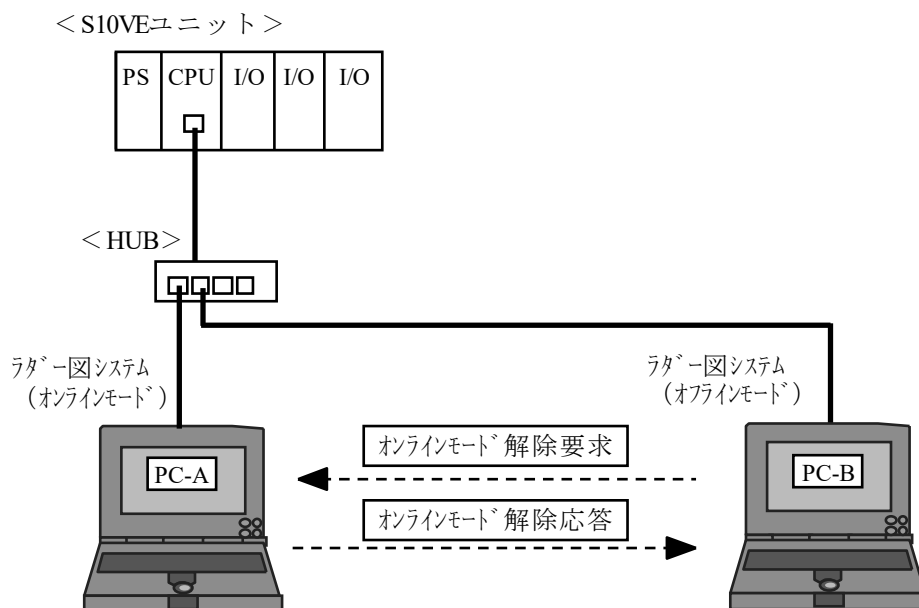 ＜S10VEユニット＞
PS CPU I/O I/O I/O
＜HUB＞
ﾗﾀﾞｰ図ｼｽﾃﾑ
（ｵﾝﾗｲﾝﾓｰﾄﾞ）
ﾗﾀﾞｰ図ｼｽﾃﾑ
（ｵﾌﾗｲﾝﾓｰﾄﾞ）
ｵﾝﾗｲﾝﾓｰﾄﾞ解除要求
PC-A
PC-B
ｵﾝﾗｲﾝﾓｰﾄﾞ解除応答